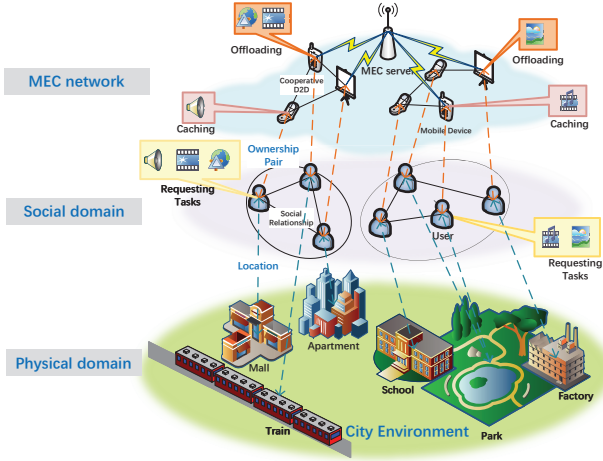 Offloading
MEC server
Offloading
MEC network
Cooperative
D2D
Caching
Mobile Device
Caching
Ownership
Pair
Requesting
Tasks
Social domain
Social
Relationship
User
Requesting
Tasks
Location
Physical domain
Mall
Apartment
School
Factory
Train
City Environment
Park